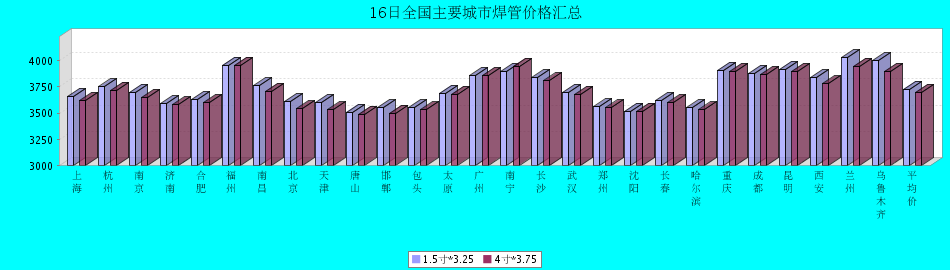 16日全国主要城市焊管价格汇总
4000
3750
3500
3250
3000
上海
杭州
南京
济南
合肥
福州
南昌
北京
天津
唐山
邯郸
包头
太原
广州
南宁
长沙
武汉
郑州
沈阳
长春
哈尔滨
重庆
成都
昆明
西安
兰州
乌鲁木齐
平均价
1.5寸*3.25
4寸*3.75